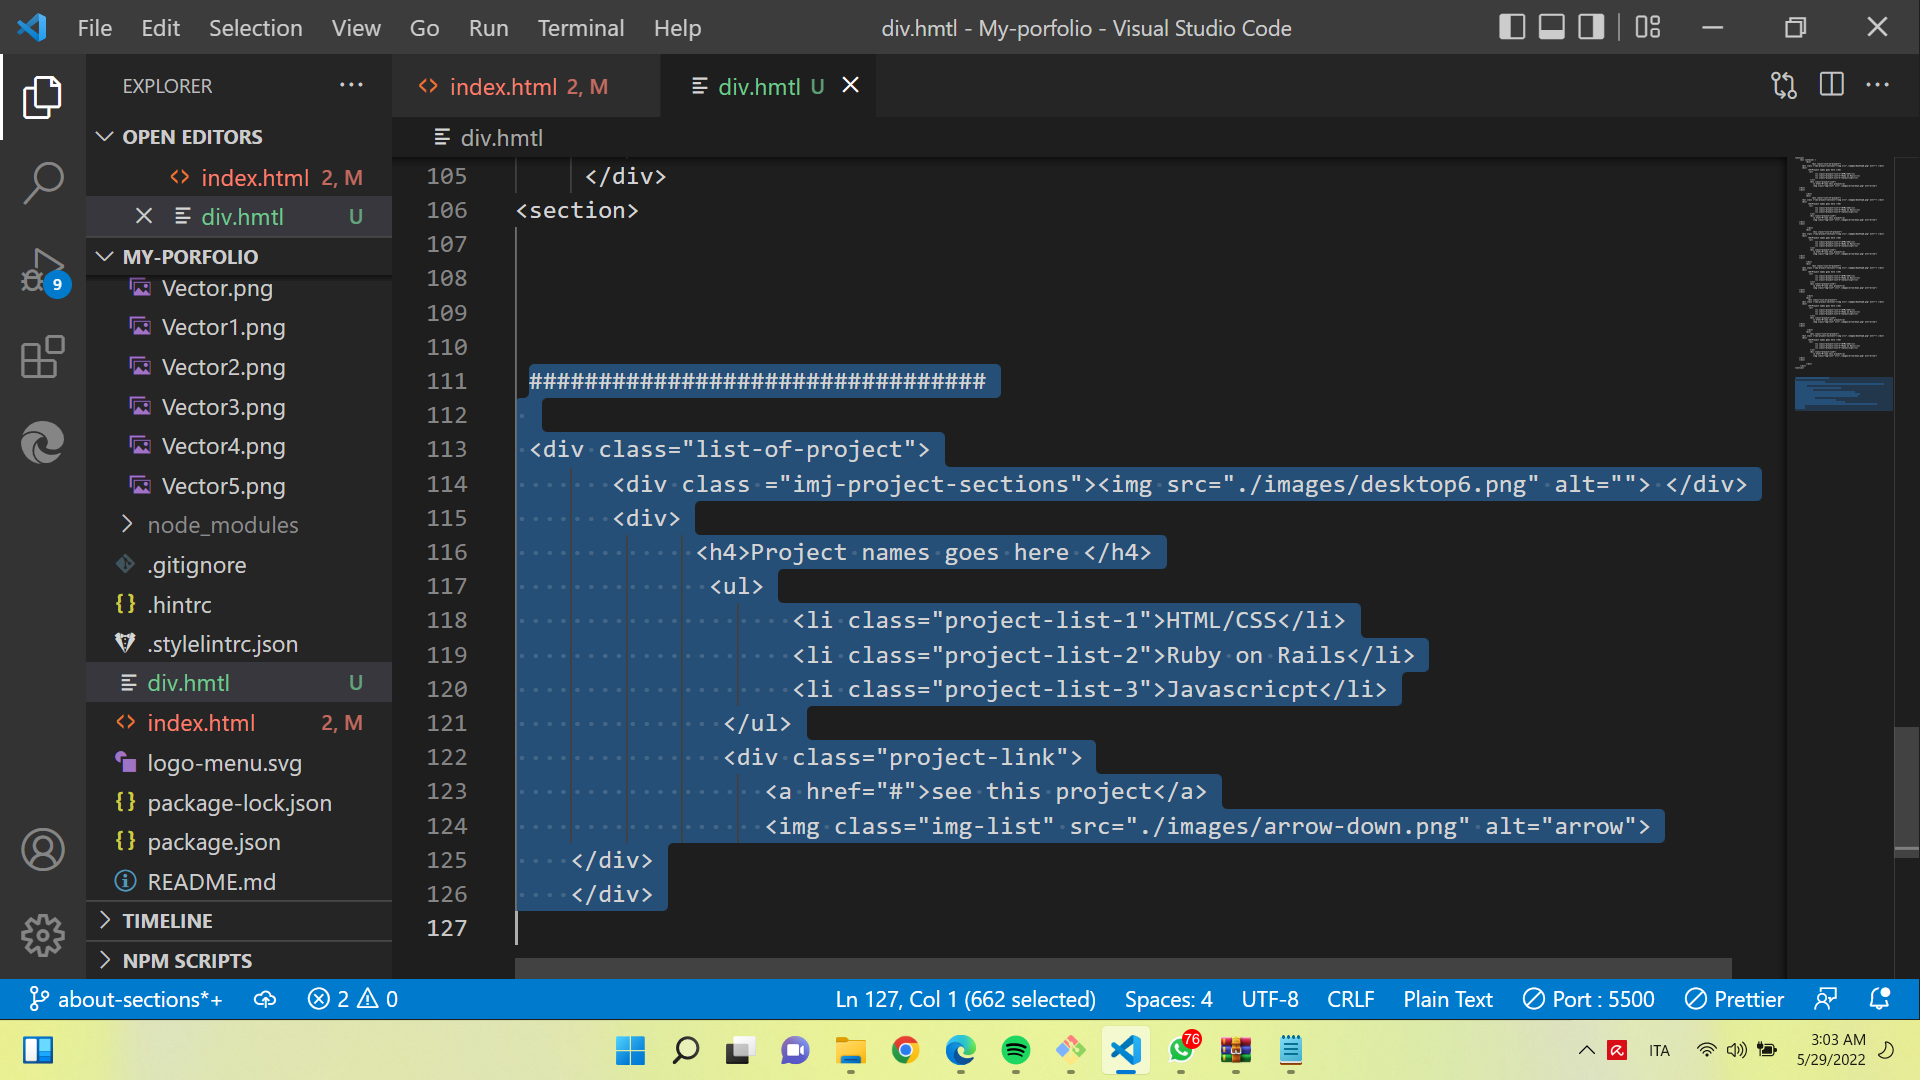 File Edit Selection View Go Run Terminal Help
div.hmtl - My-porfolio - Visual Studio Code
EXPLORER
index.html 2, M
div.hmtl U
OPEN EDITORS
index.html 2, M
div.hmtl U
MY-PORFOLIO
Vector.png
Vector1.png
Vector2.png
Vector3.png
Vector4.png
Vector5.png
node_modules
.gitignore
.hintrc
.stylelintrc.json
div.hmtl U
index.html 2, M
logo-menu.svg
package-lock.json
package.json
README.md
TIMELINE
NPM SCRIPTS
9
div.hmtl
105 </div>
106 <section>
107
108
109
110
111 #################################
112
113 <div class="list-of-project">
114 <div class ="imj-project-sections"><img src="./images/desktop6.png" alt=""> </div>
115 <div>
116 <h4>Project names goes here </h4>
117 <ul>
118 <li class="project-list-1">HTML/CSS</li>
119 <li class="project-list-2">Ruby on Rails</li>
120 <li class="project-list-3">Javascricpt</li>
121 </ul>
122 <div class="project-link">
123 <a href="#">see this project</a>
124 <img class="img-list" src="./images/arrow-down.png" alt="arrow">
125 </div>
126 </div>
127
about-sections*+ 2 0 Ln 127, Col 1 (662 selected) Spaces: 4 UTF-8 CRLF Plain Text Port : 5500 Prettier
76
ITA
3:03 AM
5/29/2022